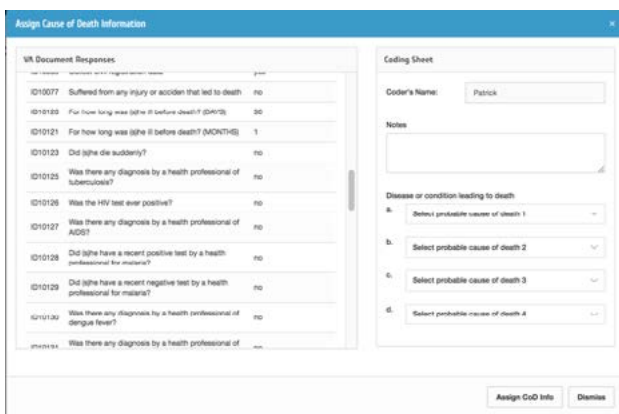 Assign Cause of Death Information
×
VA Document Responses
ID10077 Suffered from any injury or acciden that led to death no
ID10120 For how long was (s)he ill before death? (DAYS) 30
ID10121 For how long was (s)he ill before death? (MONTHS) 1
ID10123 Did (s)he die suddenly? no
ID10125 Was there any diagnosis by a health professional of
tuberculosis? no
ID10126 Was the HIV test ever positive? no
ID10127 Was there any diagnosis by a health professional of
AIDS? no
ID10128 Did (s)he have a recent positive test by a health
professional for malaria? no
ID10129 Did (s)he have a recent negative test by a health
professional for malaria? no
ID10130 Was there any diagnosis by a health professional of
dengue fever? no
ID10131 Was there any diagnosis by a health professional of
Coding Sheet
Coder's Name: Patrick
Notes
Disease or condition leading to death
a. Select probable cause of death 1
b. Select probable cause of death 2
c. Select probable cause of death 3
d. Select probable cause of death 4
Assign CoD Info Dismiss